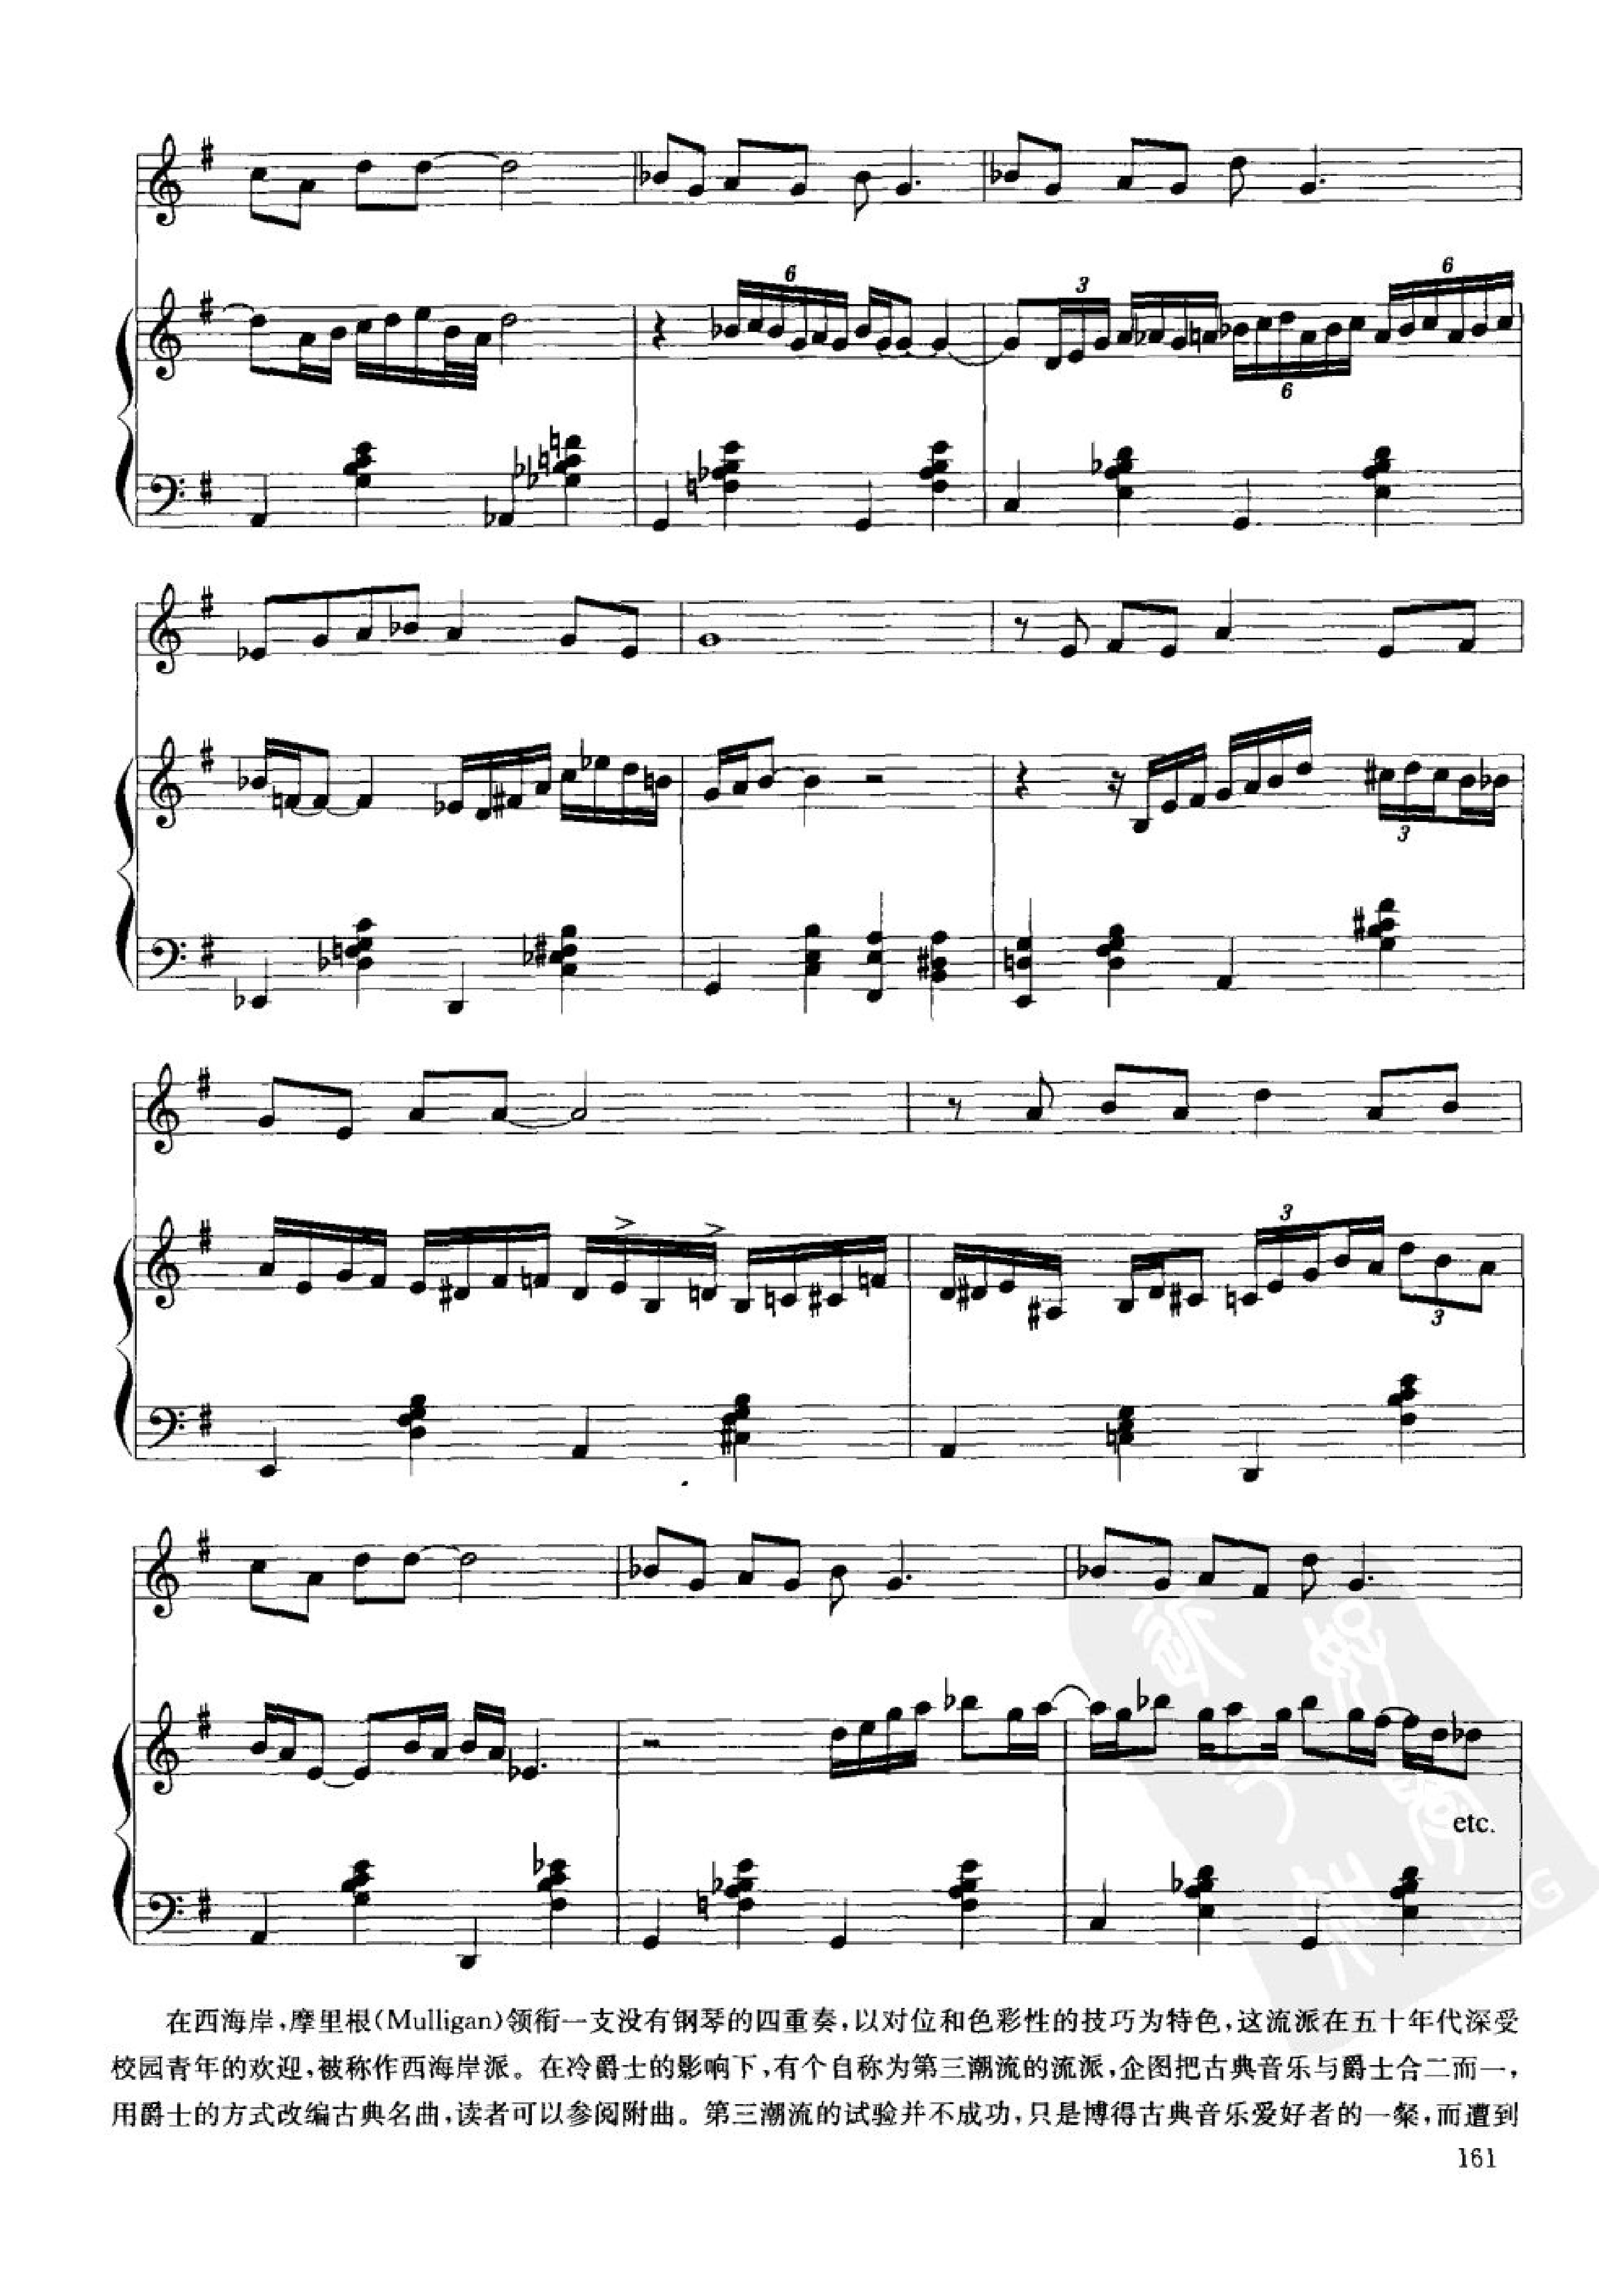 6
3
6
6
3
3
3
etc.
在西海岸,摩里根(Mulligan)领衔一支没有钢琴的四重奏,以对位和色彩性的技巧为特色,这流派在五十年代深受
校园青年的欢迎,被称作西海岸派。在冷爵士的影响下,有个自称为第三潮流的流派,企图把古典音乐与爵士合二而一,
用爵士的方式改编古典名曲,读者可以参阅附曲。第三潮流的试验并不成功,只是博得古典音乐爱好者的一粲,而遭到
161